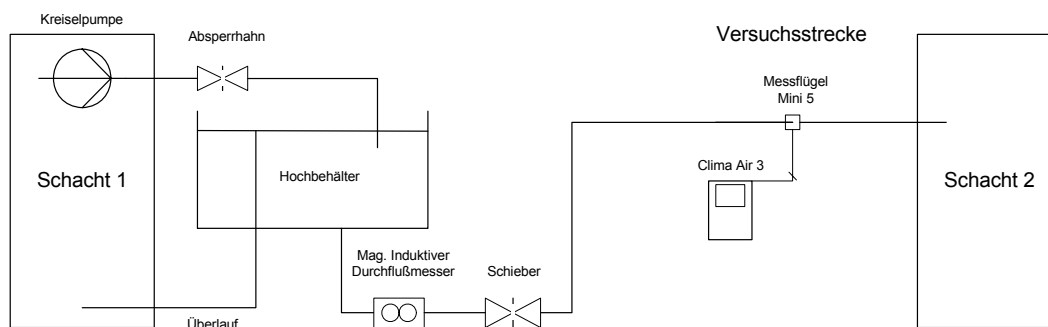 Kreiselpumpe
Absperrhahn
Versuchsstrecke
Messflügel
Mini 5
Schacht 1
Hochbehälter
Clima Air 3
Schacht 2
Mag. Induktiver
Durchflußmesser
Schieber
Überlauf